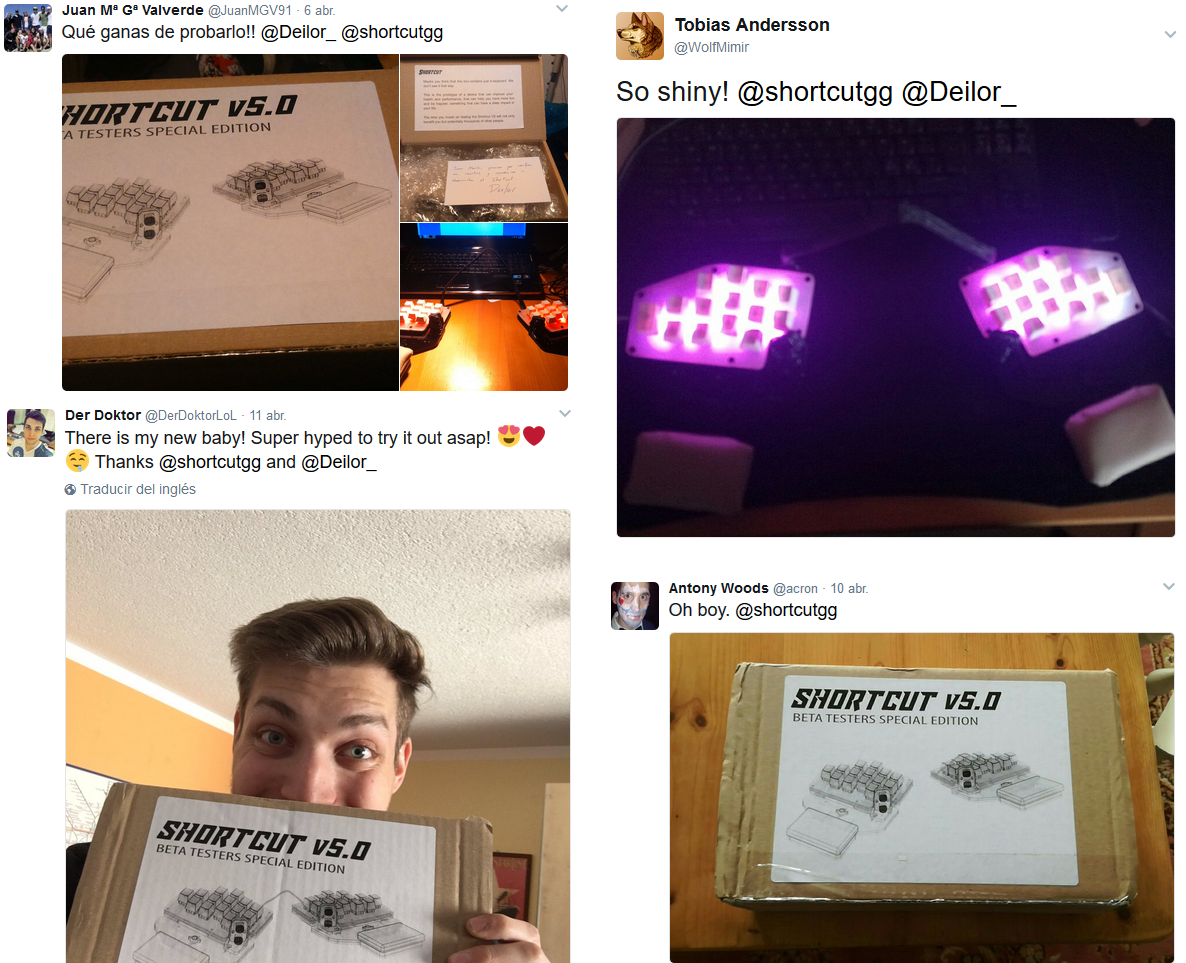 Juan Mª Gª Valverde @JuanMGV91 · 6 abr.
Qué ganas de probarlo!! @Deilor_ @shortcutgg
HORTCUT v5.0
TA TESTERS SPECIAL EDITION
SHORTCUT
Deilor
Der Doktor @DerDoktorLoL · 11 abr.
There is my new baby! Super hyped to try it out asap! 😍❤
🤤 Thanks @shortcutgg and @Deilor_
Traducir del inglés
SHORTCUT v5.0
BETA TESTERS SPECIAL EDITION
Tobias Andersson
@WolfMimir
So shiny! @shortcutgg @Deilor_
Antony Woods @acron · 10 abr.
Oh boy. @shortcutgg
SHORTCUT v5.0
BETA TESTERS SPECIAL EDITION